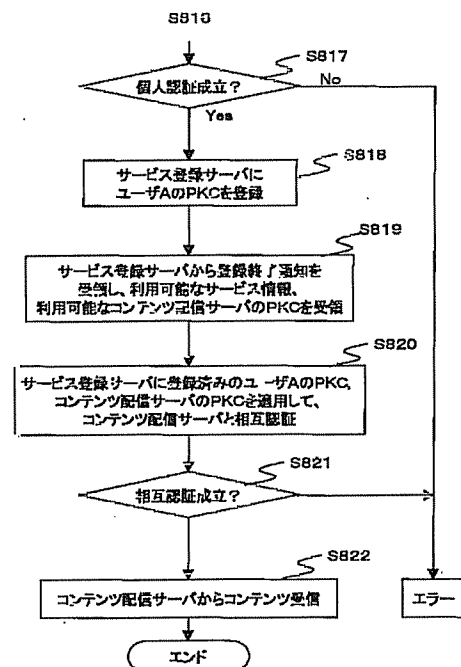 S816
S817
個人認証成立?
No
Yes
S818
サービス登録サーバに
ユーザAのPKCを登録
S819
サービス登録サーバから登録終了通知を
受領し、利用可能なサービス情報、
利用可能なコンテンツ配信サーバのPKCを受領
S820
サービス登録サーバに登録済みのユーザAのPKC,
コンテンツ配信サーバのPKCを適用して、
コンテンツ配信サーバと相互認証
S821
相互認証成立?
S822
コンテンツ配信サーバからコンテンツ受信
エラー
エンド